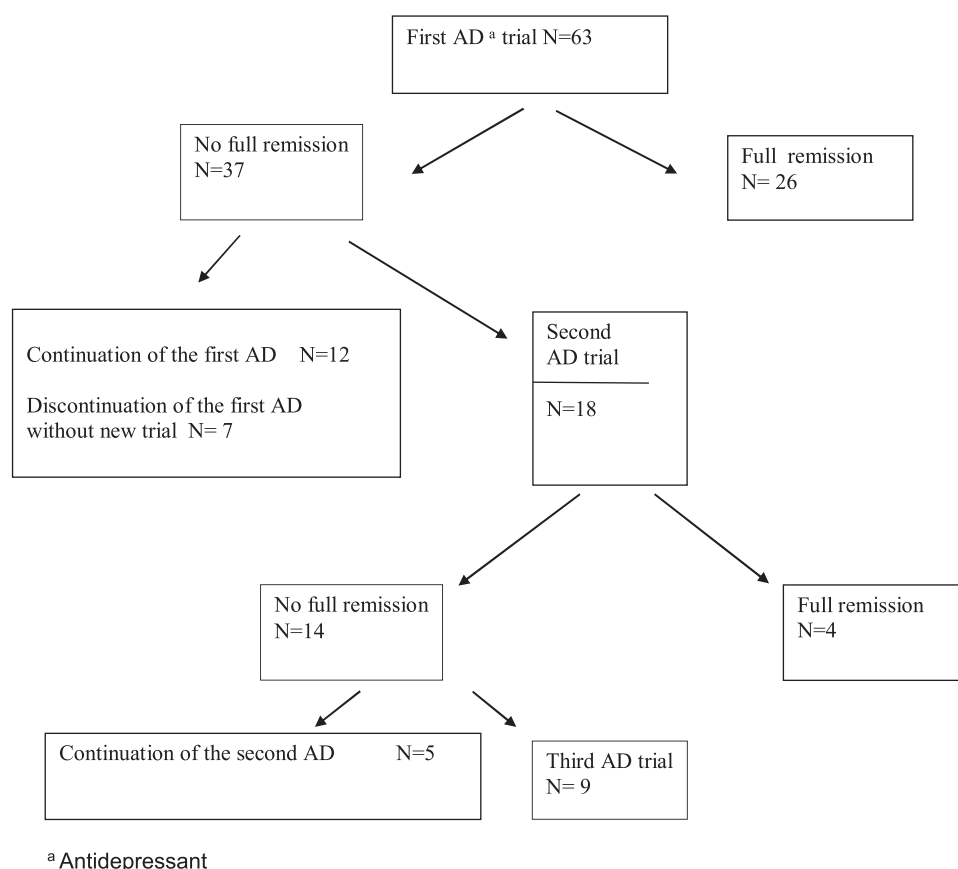 First AD ᵃ trial N=63
No full remission
N=37
Full remission
N= 26
Continuation of the first AD N=12
Discontinuation of the first AD
without new trial N= 7
Second
AD trial
N=18
No full remission
N=14
Full remission
N=4
Continuation of the second AD N=5
Third AD trial
N= 9
ᵃ Antidepressant